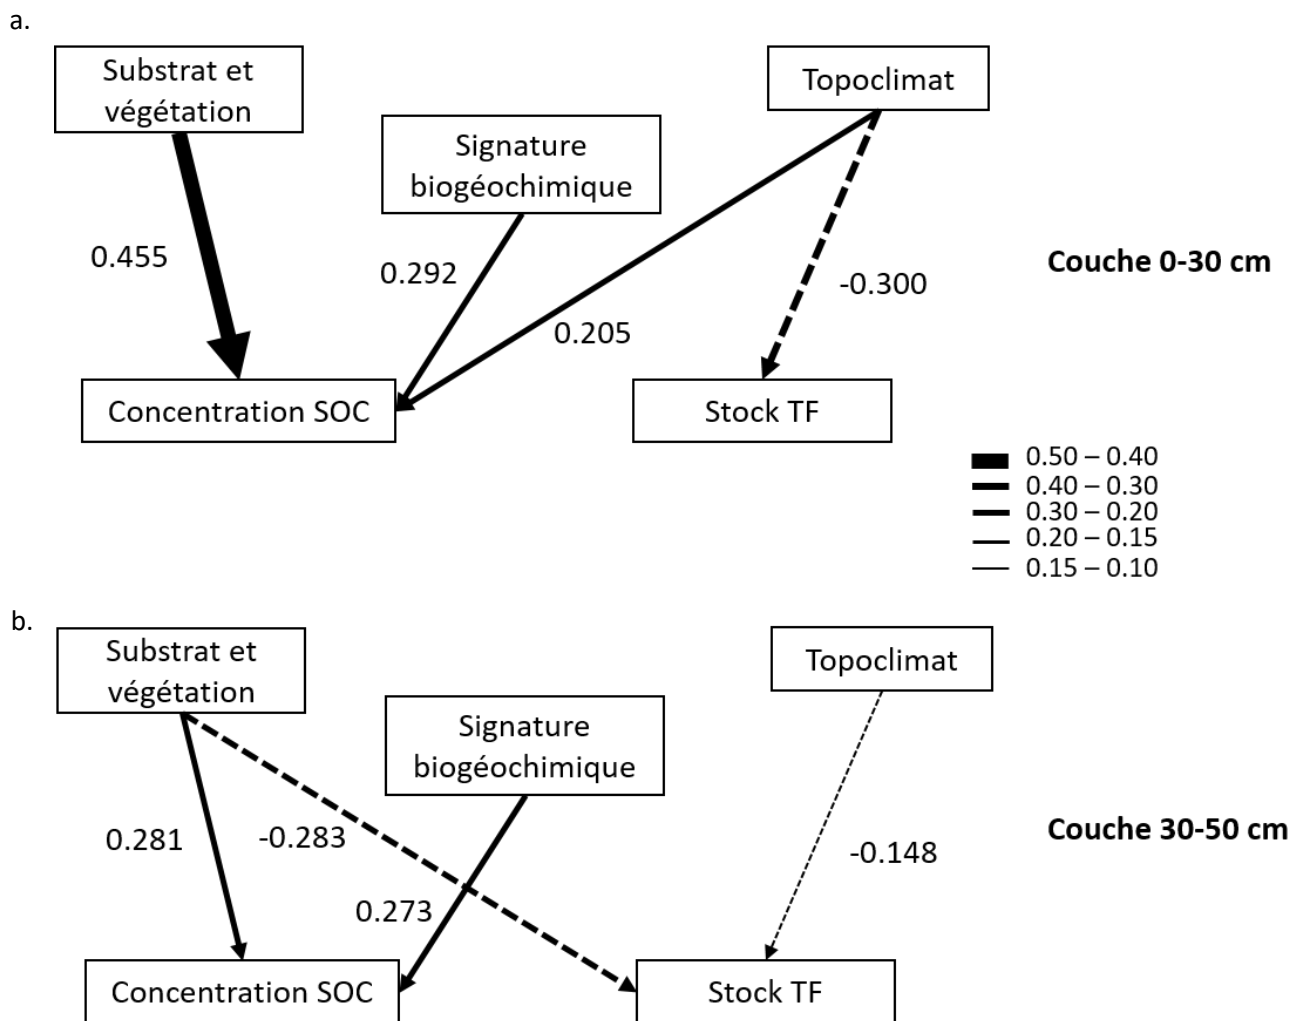 a.
Substrat et
végétation
Topoclimat
Signature
biogéochimique
0.455
0.292
0.205
-0.300
Couche 0-30 cm
Concentration SOC
Stock TF
0.50 – 0.40
0.40 – 0.30
0.30 – 0.20
0.20 – 0.15
0.15 – 0.10
b.
Substrat et
végétation
Topoclimat
Signature
biogéochimique
0.281
-0.283
0.273
-0.148
Couche 30-50 cm
Concentration SOC
Stock TF